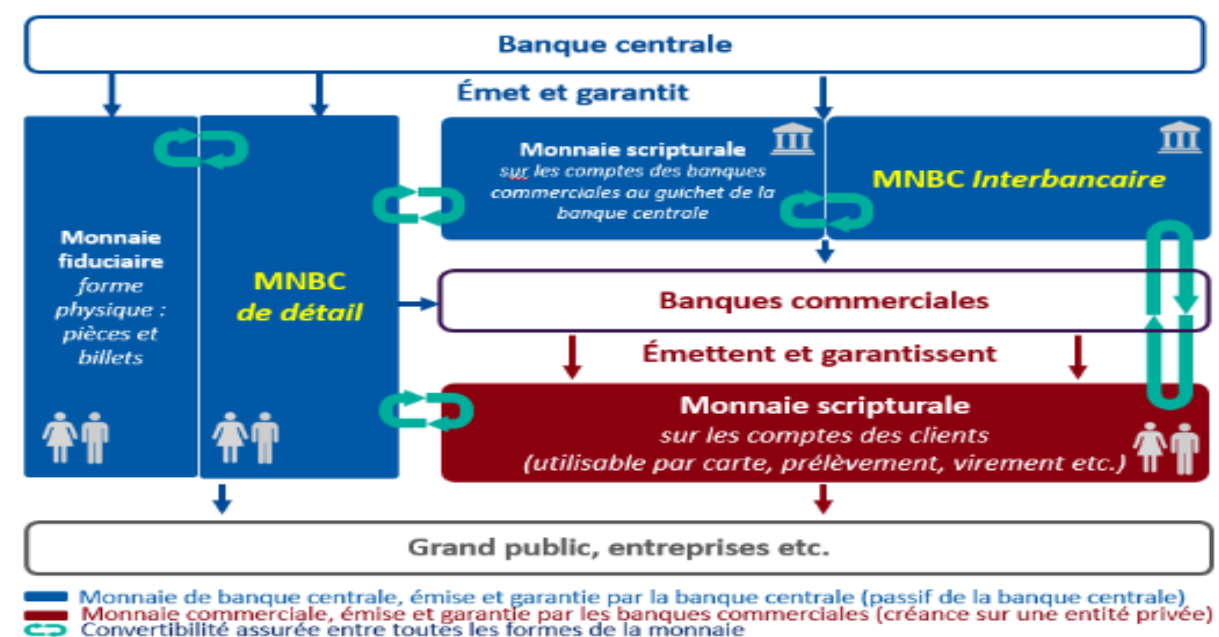 Banque centrale
Émet et garantit
Monnaie
fiduciaire
forme
physique :
pièces et
billets
MNBC
de détail
Monnaie scripturale
sur les comptes des banques
commerciales au guichet de la
banque centrale
MNBC Interbancaire
Banques commerciales
Émettent et garantissent
Monnaie scripturale
sur les comptes des clients
(utilisable par carte, prélèvement, virement etc.)
Grand public, entreprises etc.
Monnaie de banque centrale, émise et garantie par la banque centrale (passif de la banque centrale)
Monnaie commerciale, émise et garantie par les banques commerciales (créance sur une entité privée)
Convertibilité assurée entre toutes les formes de la monnaie